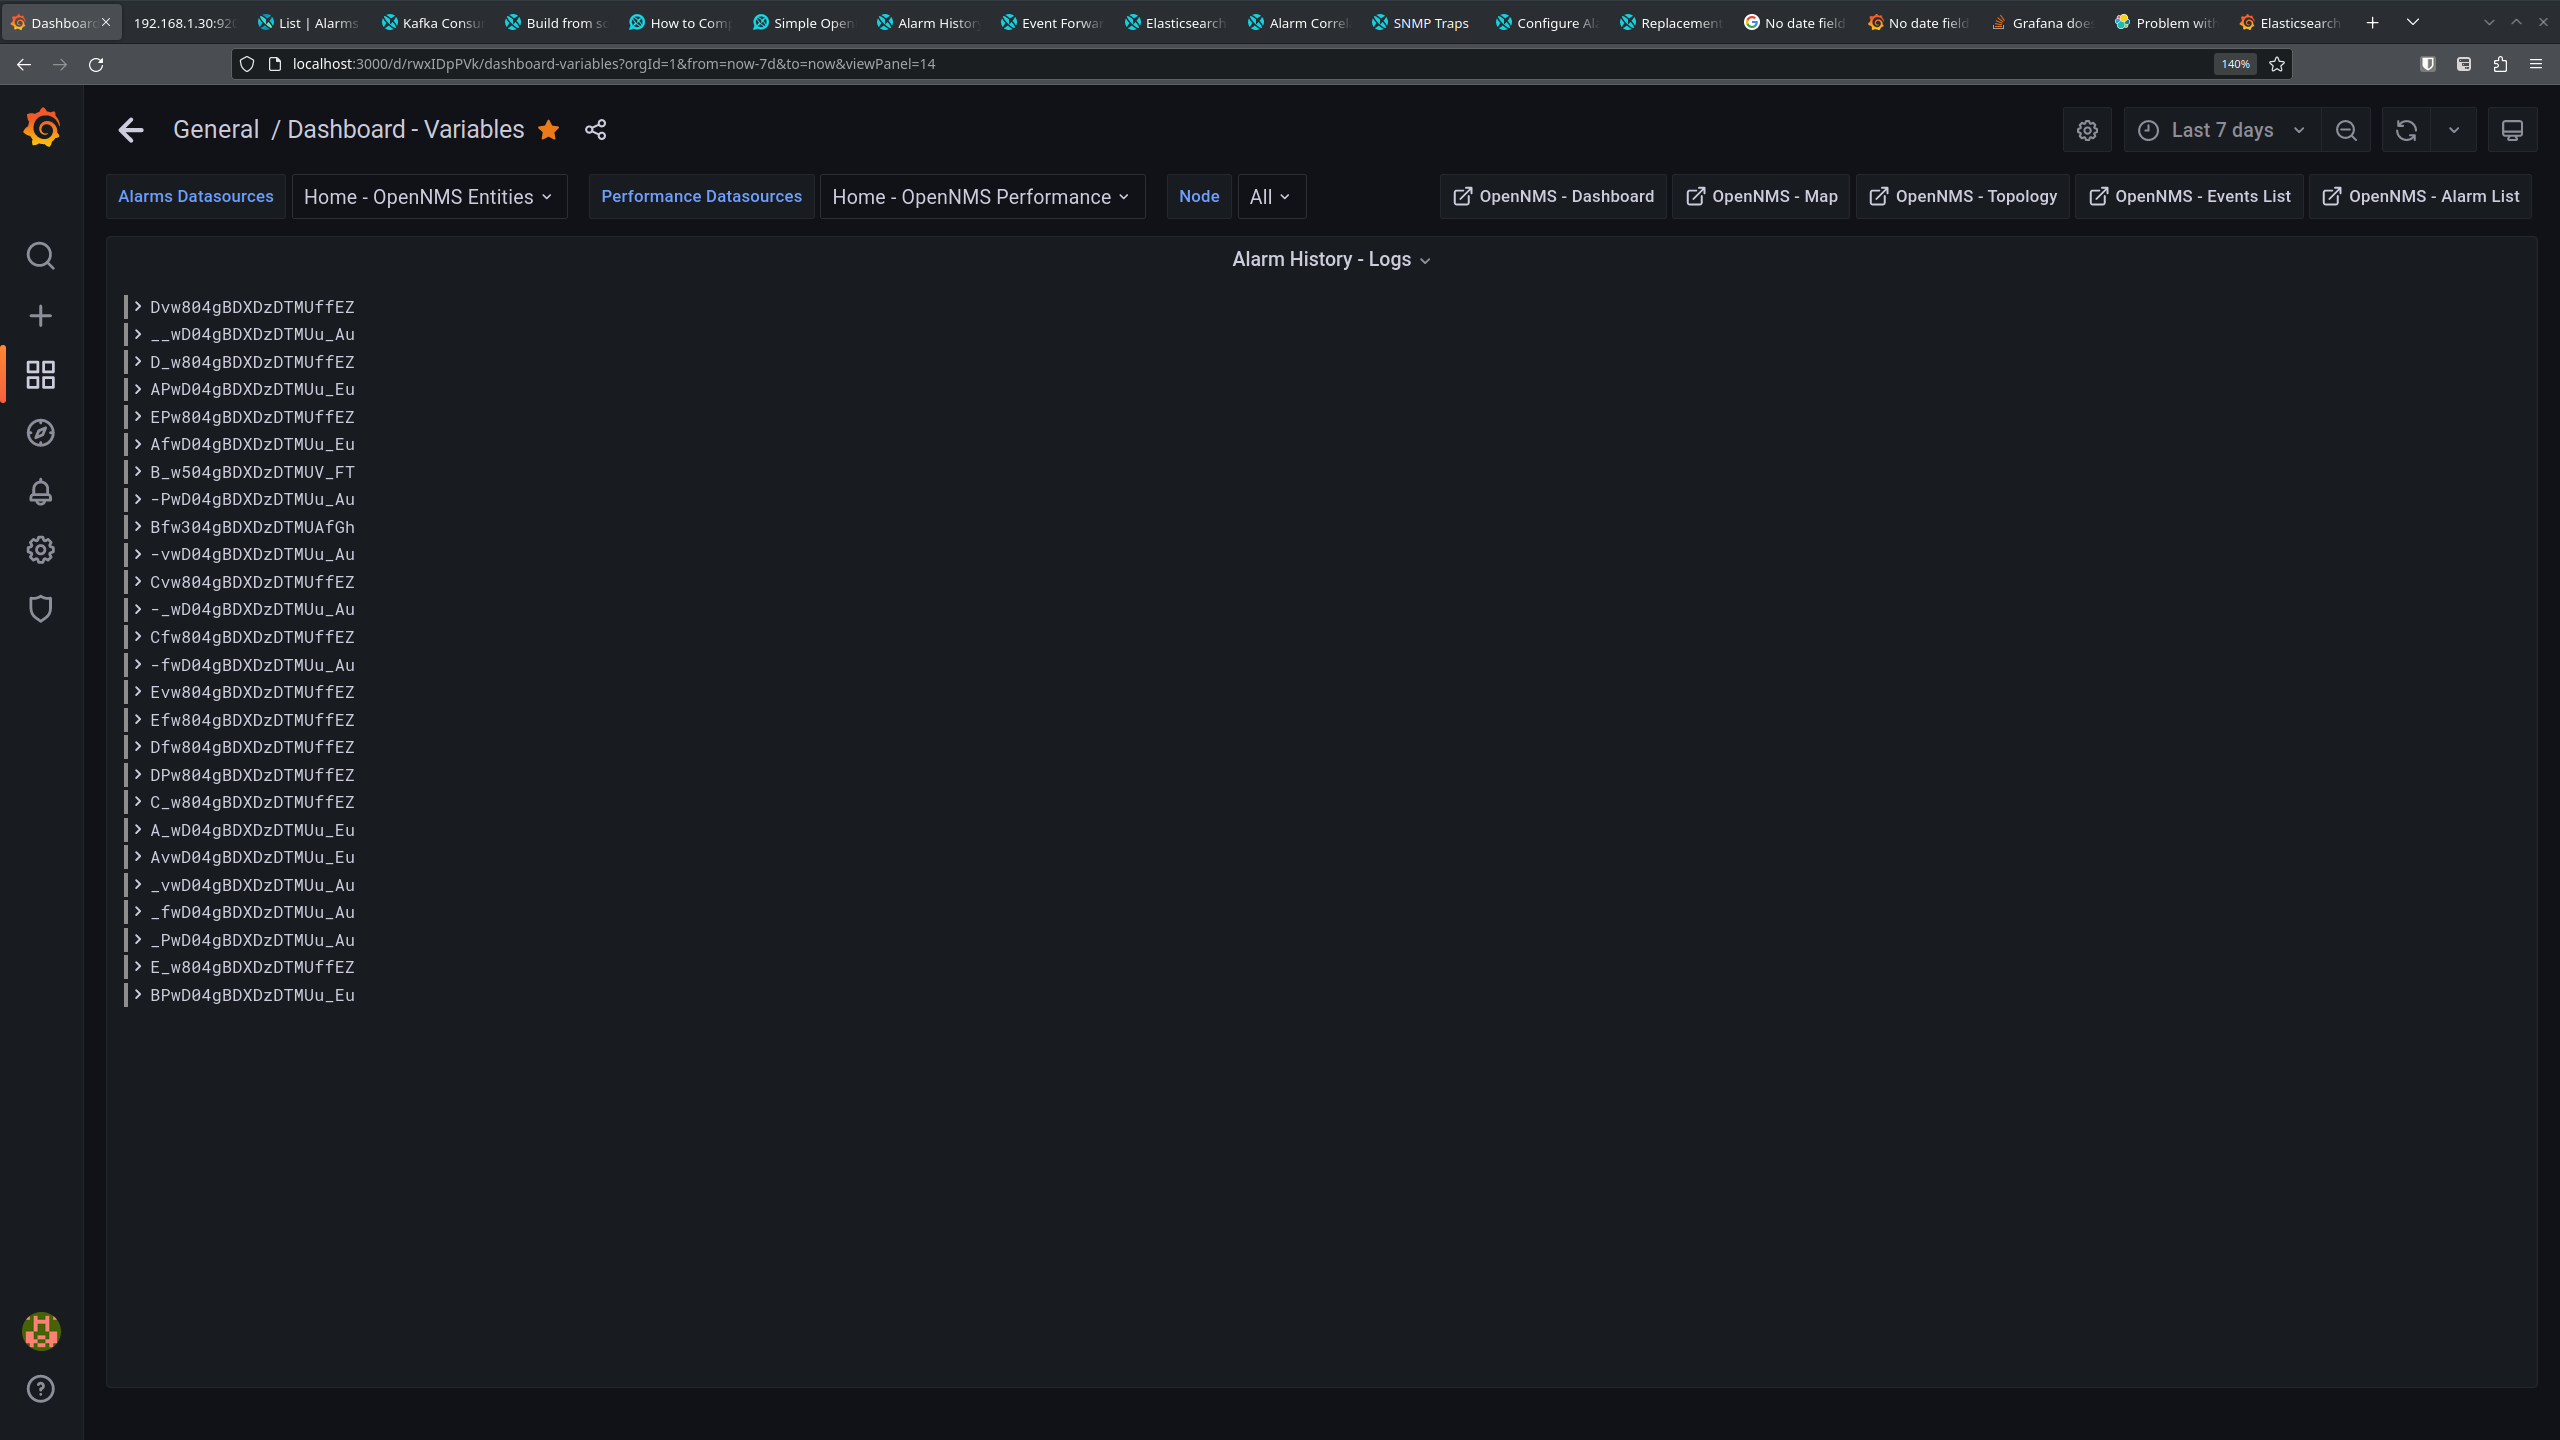 Dashboard 192.168.1.30:920 List | Alarms Kafka Consu Build from so How to Comp Simple Open Alarm Histor Event Forwar Elasticsearch Alarm Correl SNMP Traps Configure Al Replacement No date field No date field Grafana does Problem with Elasticsearch
localhost:3000/d/rwxIDpPVk/dashboard-variables?orgId=1&from=now-7d&to=now&viewPanel=14 140%
General / Dashboard - Variables Last 7 days
Alarms Datasources Home - OpenNMS Entities Performance Datasources Home - OpenNMS Performance Node All OpenNMS - Dashboard OpenNMS - Map OpenNMS - Topology OpenNMS - Events List OpenNMS - Alarm List
Alarm History - Logs
Dvw804gBDXDzDTMUffEZ
__wD04gBDXDzDTMUu_Au
D_w804gBDXDzDTMUffEZ
APwD04gBDXDzDTMUu_Eu
EPw804gBDXDzDTMUffEZ
AfwD04gBDXDzDTMUu_Eu
B_w504gBDXDzDTMUV_FT
-PwD04gBDXDzDTMUu_Au
Bfw304gBDXDzDTMUAfGh
-vwD04gBDXDzDTMUu_Au
Cvw804gBDXDzDTMUffEZ
-_wD04gBDXDzDTMUu_Au
Cfw804gBDXDzDTMUffEZ
-fwD04gBDXDzDTMUu_Au
Evw804gBDXDzDTMUffEZ
Efw804gBDXDzDTMUffEZ
Dfw804gBDXDzDTMUffEZ
DPw804gBDXDzDTMUffEZ
C_w804gBDXDzDTMUffEZ
A_wD04gBDXDzDTMUu_Eu
AvwD04gBDXDzDTMUu_Eu
_vwD04gBDXDzDTMUu_Au
_fwD04gBDXDzDTMUu_Au
_PwD04gBDXDzDTMUu_Au
E_w804gBDXDzDTMUffEZ
BPwD04gBDXDzDTMUu_Eu